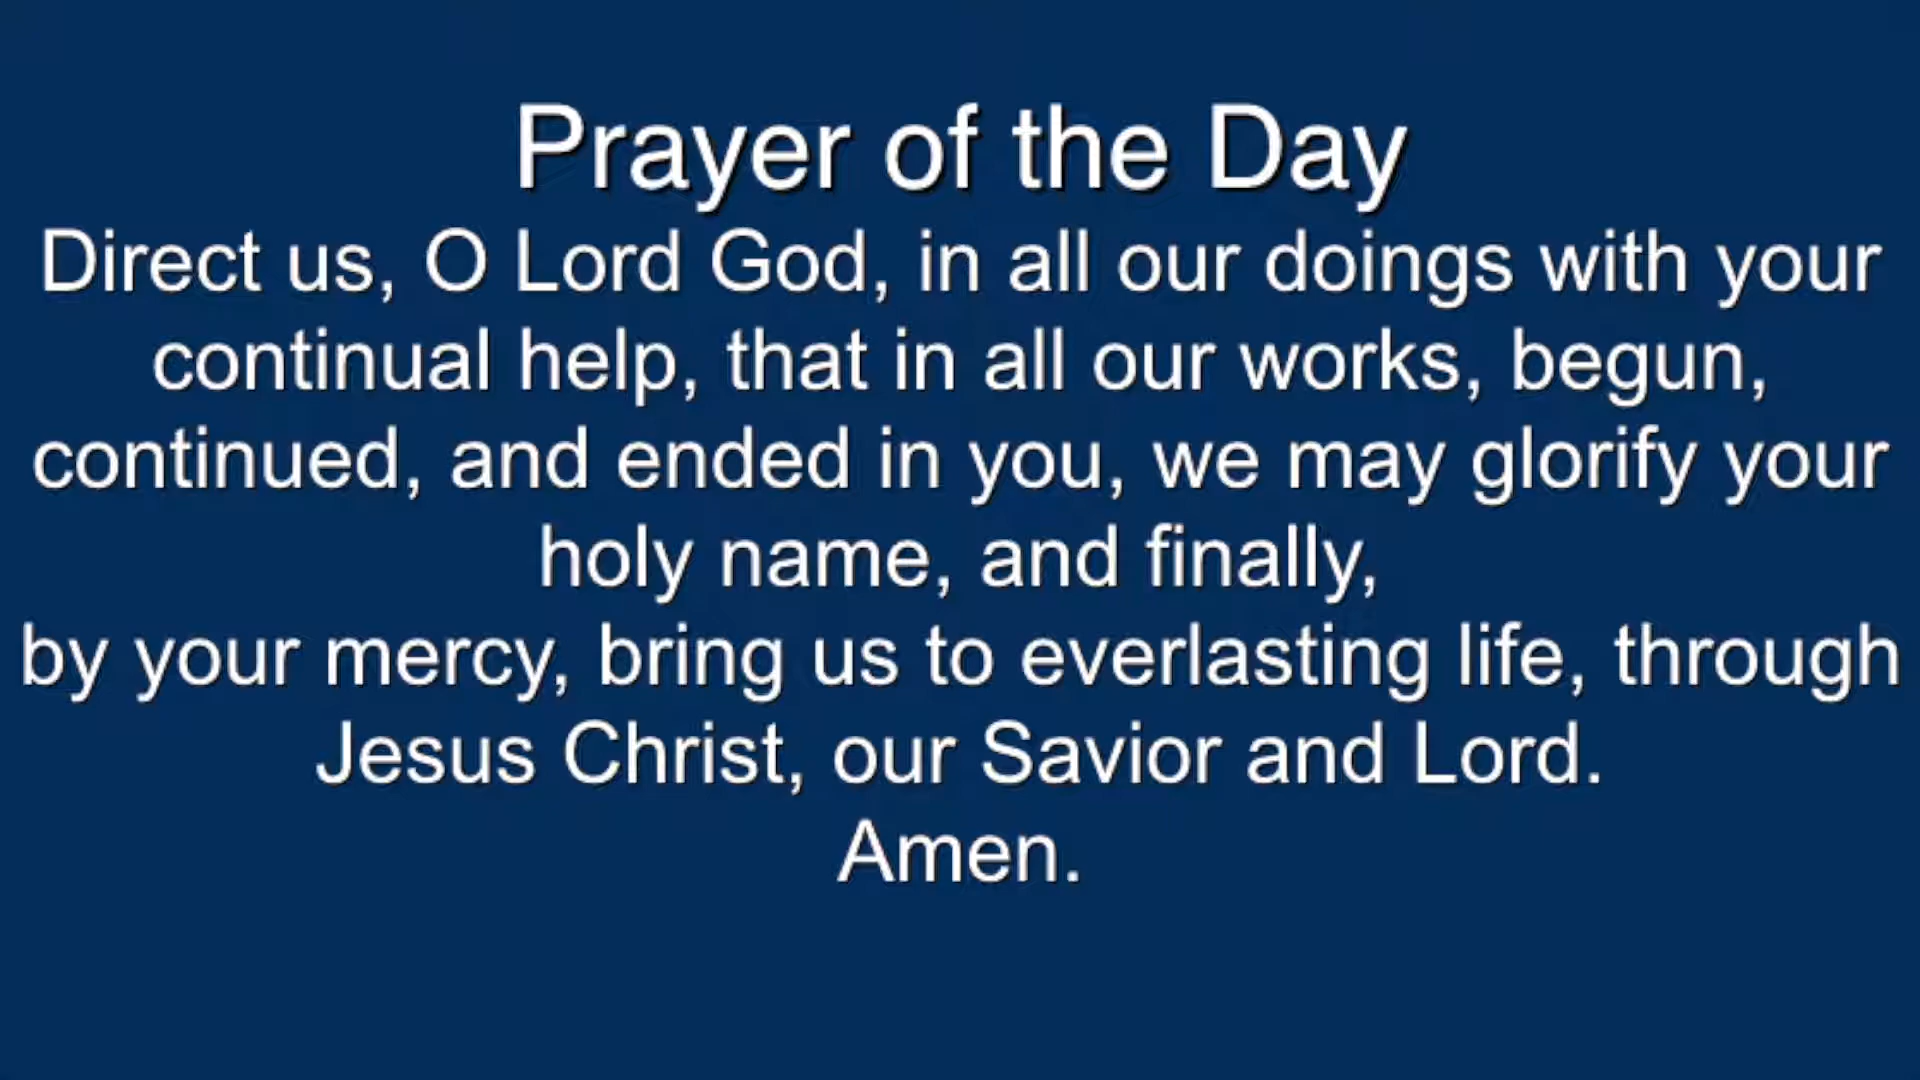 Prayer of the Day
Direct us, O Lord God, in all our doings with your
continual help, that in all our works, begun,
continued, and ended in you, we may glorify your
holy name, and finally,
by your mercy, bring us to everlasting life, through
Jesus Christ, our Savior and Lord.
Amen.